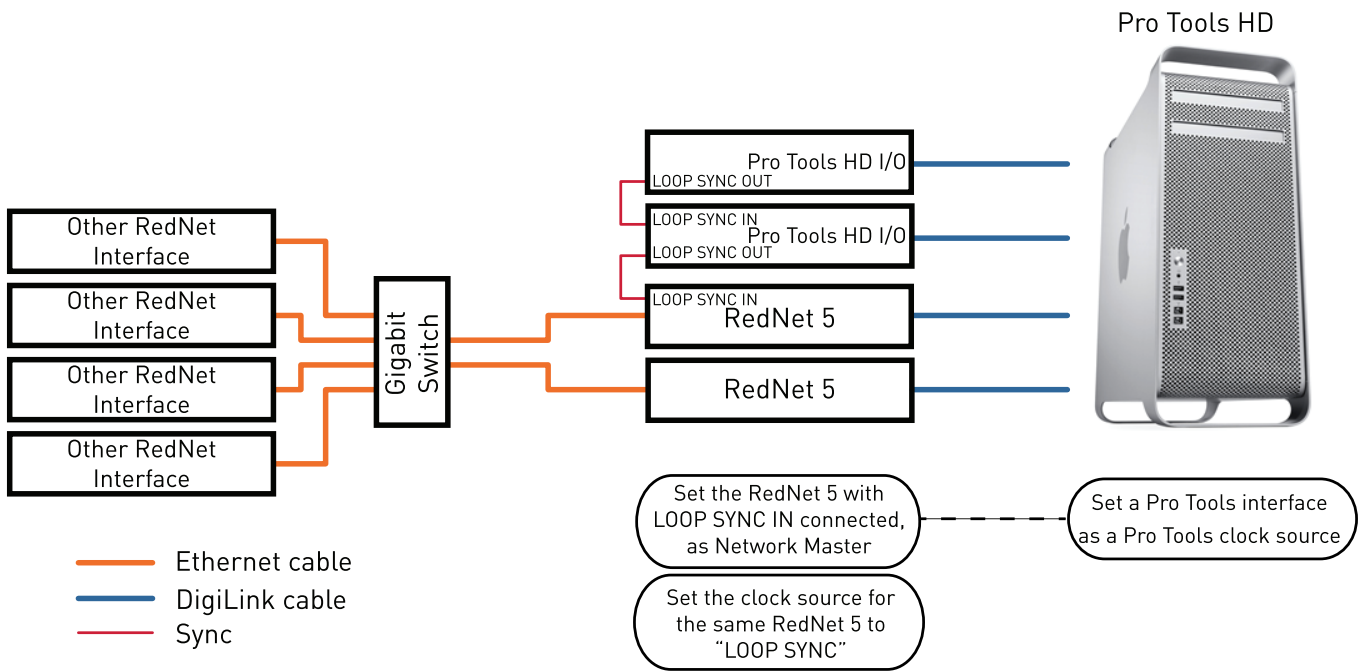 Pro Tools HD
Pro Tools HD I/O
LOOP SYNC OUT
LOOP SYNC IN
Pro Tools HD I/O
LOOP SYNC OUT
LOOP SYNC IN
RedNet 5
RedNet 5
Other RedNet
Interface
Other RedNet
Interface
Other RedNet
Interface
Other RedNet
Interface
Gigabit
Switch
Set the RedNet 5 with
LOOP SYNC IN connected,
as Network Master
Set a Pro Tools interface
as a Pro Tools clock source
Set the clock source for
the same RedNet 5 to
“LOOP SYNC”
Ethernet cable
DigiLink cable
Sync